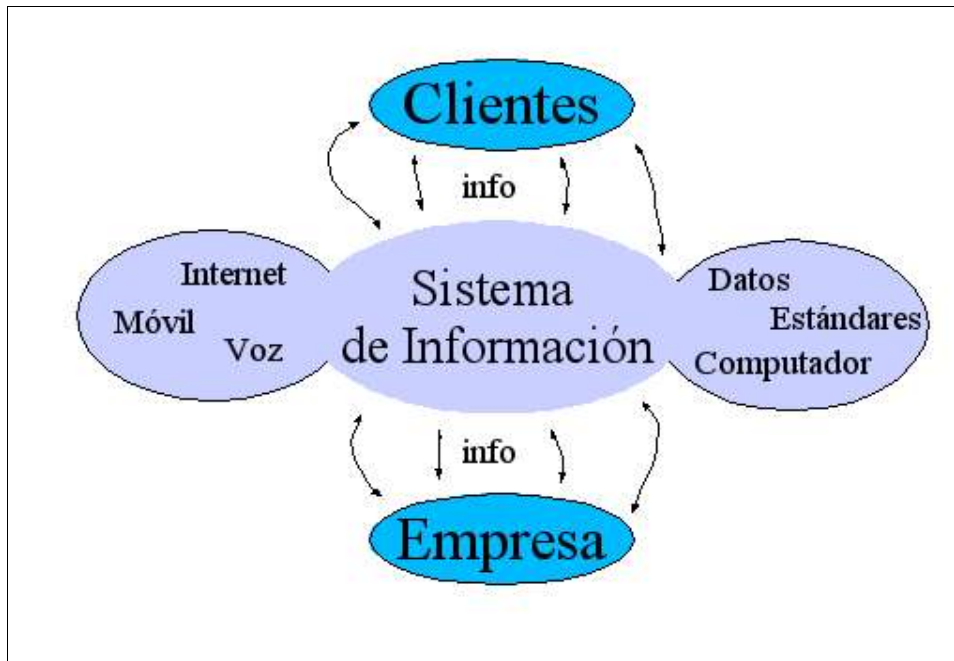 Clientes
info
Internet
Móvil
Voz
Sistema
de Información
Datos
Estándares
Computador
info
Empresa